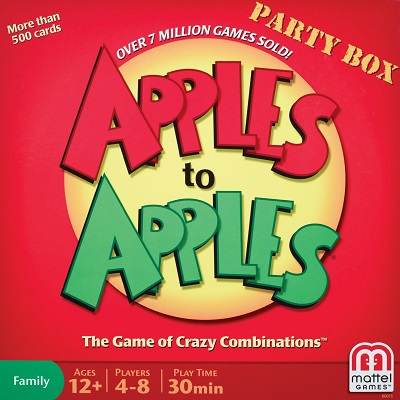 More than
500 cards
PARTY BOX
OVER 7 MILLION GAMES SOLD!
APPLES
to
APPLES®
The Game of Crazy Combinations™
Family
AGES
12+
PLAYERS
4-8
PLAY TIME
30min
M
mattel
GAMES™